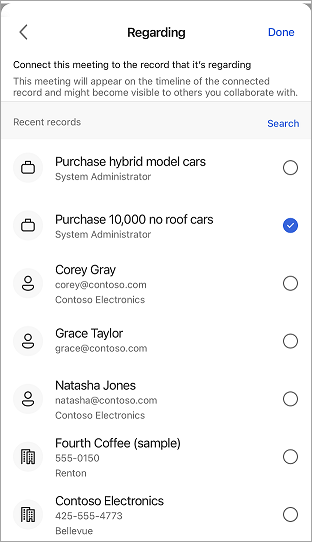 Regarding
Done
Connect this meeting to the record that it's regarding
This meeting will appear on the timeline of the connected
record and might become visible to others you collaborate with.
Recent records
Search
Purchase hybrid model cars
System Administrator
Purchase 10,000 no roof cars
System Administrator
Corey Gray
corey@contoso.com
Contoso Electronics
Grace Taylor
grace@contoso.com
Natasha Jones
natasha@contoso.com
Contoso Electronics
Fourth Coffee (sample)
555-0150
Renton
Contoso Electronics
425-555-4773
Bellevue